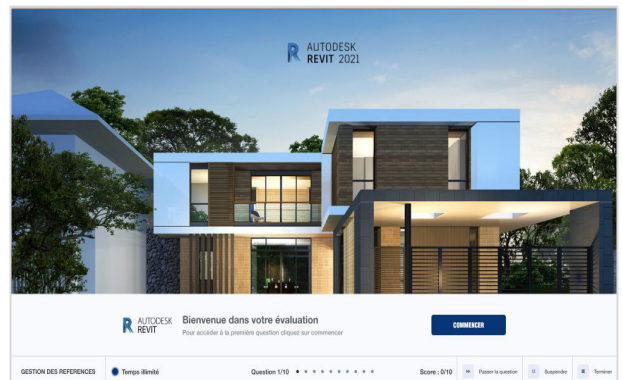 AUTODESK
REVIT 2021
AUTODESK
REVIT
Bienvenue dans votre évaluation
Pour accéder à la première question cliquez sur commencer
COMMENCER
GESTION DES REFERENCES
Temps illimité
Question 1/10
Score : 0/10
Passer la question
Suspendre
Terminer